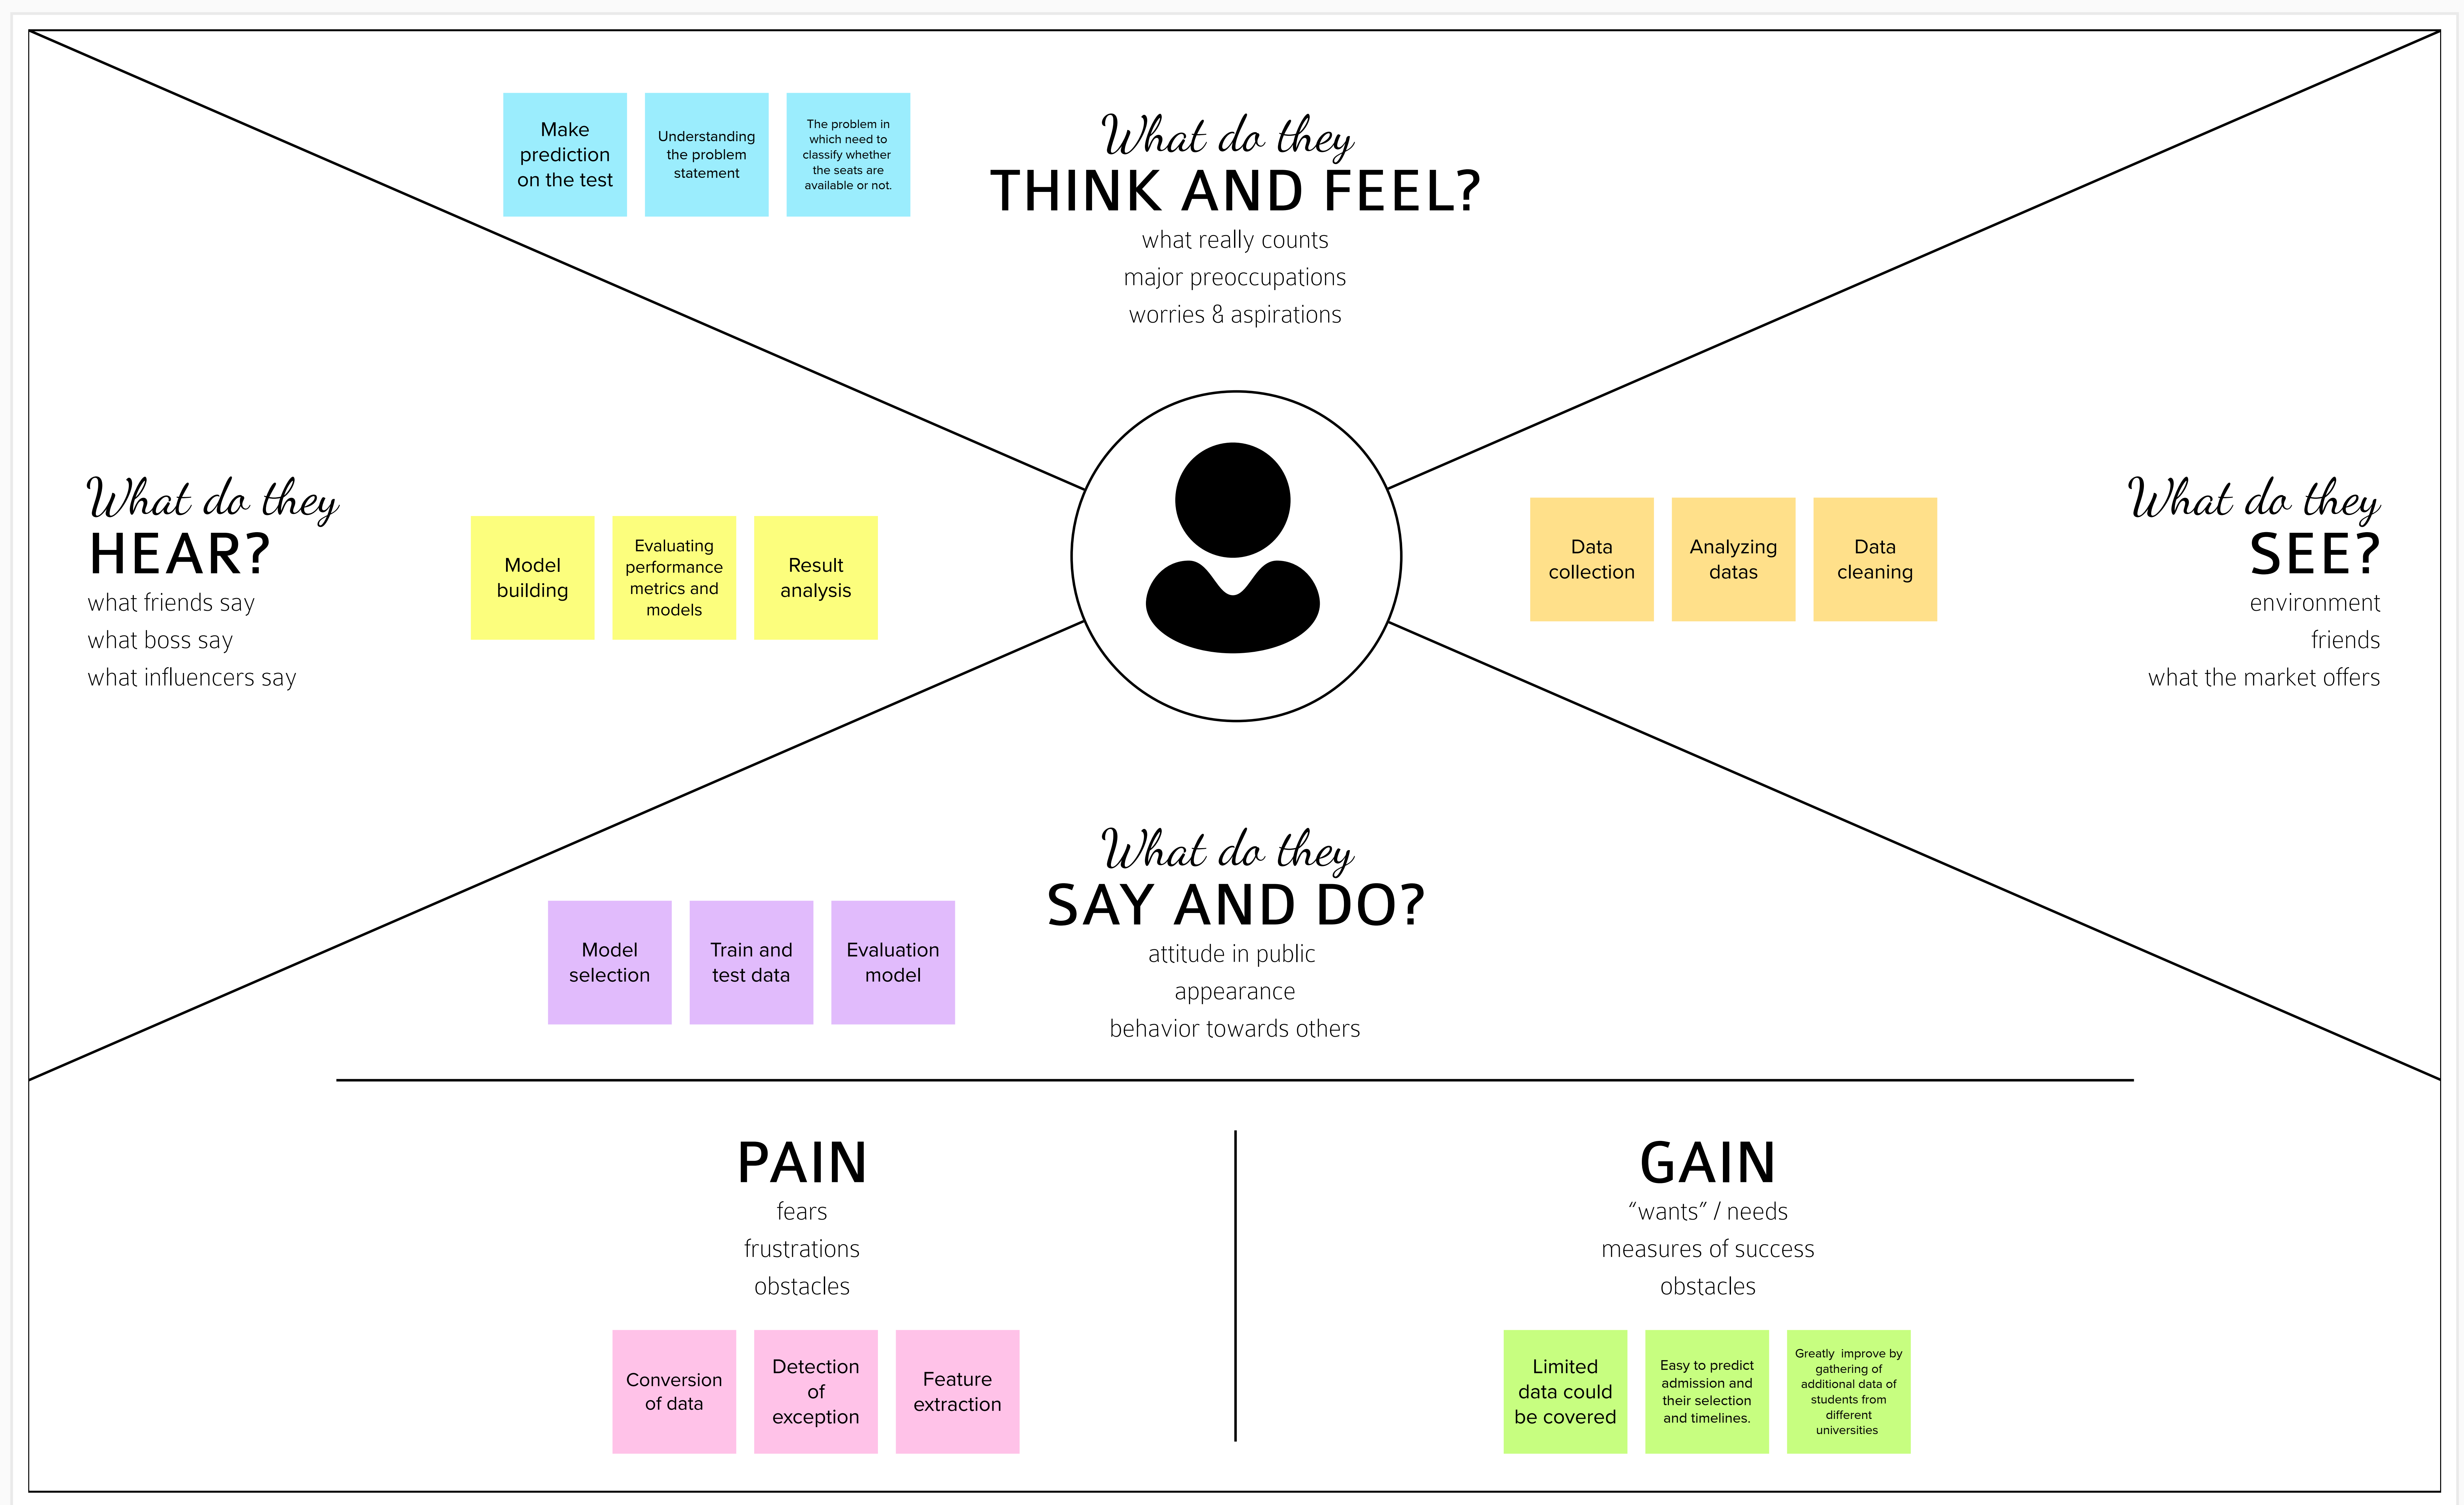 Make
prediction
on the test
Understanding
the problem
statement
The problem in
which need to
classify whether
the seats are
available or not.
What do they
THINK AND FEEL?
what really counts
major preoccupations
worries & aspirations
What do they
HEAR?
what friends say
what boss say
what influencers say
Model
building
Evaluating
performance
metrics and
models
Result
analysis
Data
collection
Analyzing
datas
Data
cleaning
What do they
SEE?
environment
friends
what the market offers
What do they
SAY AND DO?
attitude in public
appearance
behavior towards others
Model
selection
Train and
test data
Evaluation
model
PAIN
fears
frustrations
obstacles
Conversion
of data
Detection
of
exception
Feature
extraction
GAIN
“wants” / needs
measures of success
obstacles
Limited
data could
be covered
Easy to predict
admission and
their selection
and timelines.
Greatly improve by
gathering of
additional data of
students from
different
universities